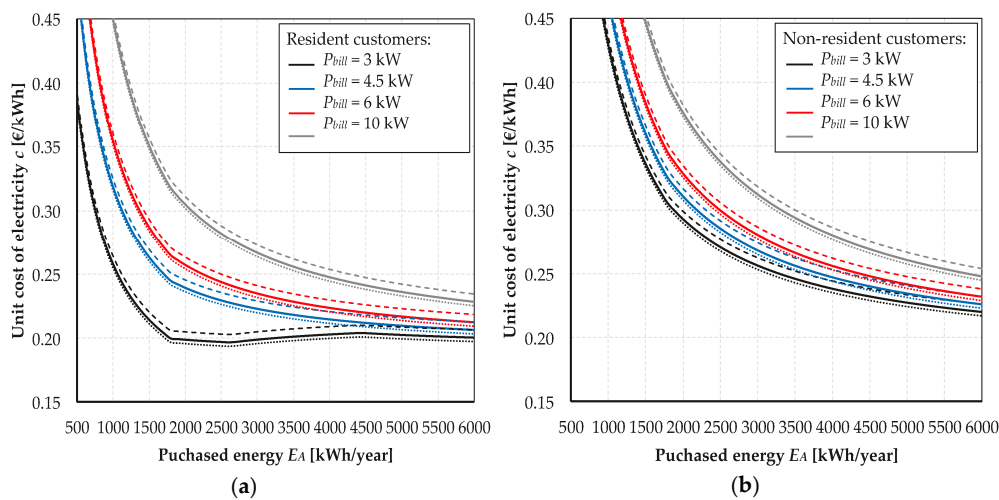 0.45
0.40
0.35
0.30
0.25
0.20
0.15
Unit cost of electricity c [€/kWh]
Resident customers:
Pbill = 3 kW
Pbill = 4.5 kW
Pbill = 6 kW
Pbill = 10 kW
500 1000 1500 2000 2500 3000 3500 4000 4500 5000 5500 6000
Puchased energy EA [kWh/year]
(a)
0.45
0.40
0.35
0.30
0.25
0.20
0.15
Unit cost of electricity c [€/kWh]
Non-resident customers:
Pbill = 3 kW
Pbill = 4.5 kW
Pbill = 6 kW
Pbill = 10 kW
500 1000 1500 2000 2500 3000 3500 4000 4500 5000 5500 6000
Puchased energy EA [kWh/year]
(b)